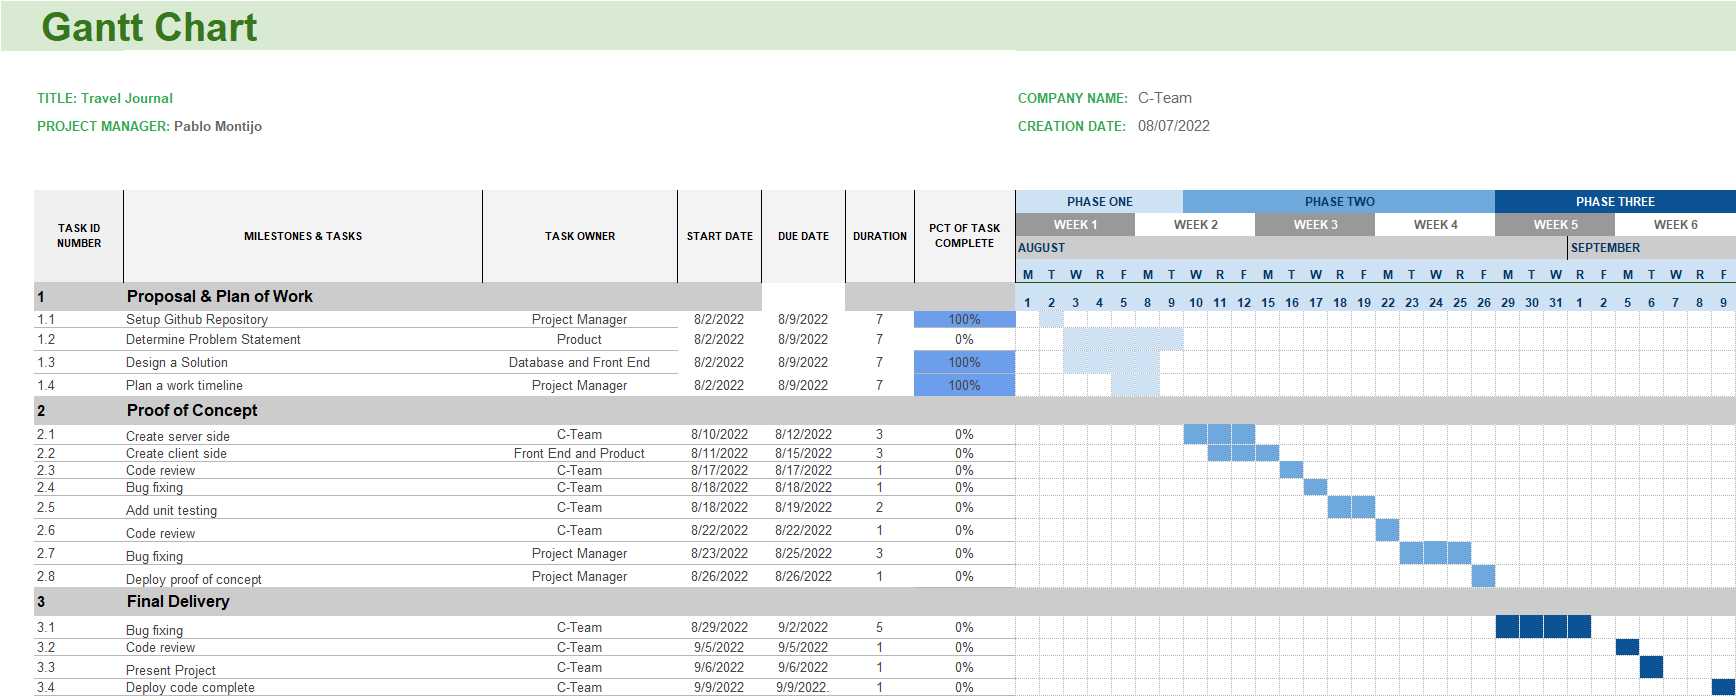 Gantt Chart
TITLE: Travel Journal
COMPANY NAME: C-Team
PROJECT MANAGER: Pablo Montijo
CREATION DATE: 08/07/2022
PHASE ONE PHASE TWO PHASE THREE
TASK ID NUMBER MILESTONES & TASKS TASK OWNER START DATE DUE DATE DURATION PCT OF TASK COMPLETE
WEEK 1 WEEK 2 WEEK 3 WEEK 4 WEEK 5 WEEK 6
AUGUST SEPTEMBER
M T W R F M T W R F M T W R F M T W R F M T W R F M T W R F
1 Proposal & Plan of Work 1 2 3 4 5 8 9 10 11 12 15 16 17 18 19 22 23 24 25 26 29 30 31 1 2 5 6 7 8 9
1.1 Setup Github Repository Project Manager 8/2/2022 8/9/2022 7 100%
1.2 Determine Problem Statement Product 8/2/2022 8/9/2022 7 0%
1.3 Design a Solution Database and Front End 8/2/2022 8/9/2022 7 100%
1.4 Plan a work timeline Project Manager 8/2/2022 8/9/2022 7 100%
2 Proof of Concept
2.1 Create server side C-Team 8/10/2022 8/12/2022 3 0%
2.2 Create client side Front End and Product 8/11/2022 8/15/2022 3 0%
2.3 Code review C-Team 8/17/2022 8/17/2022 1 0%
2.4 Bug fixing C-Team 8/18/2022 8/18/2022 1 0%
2.5 Add unit testing C-Team 8/18/2022 8/19/2022 2 0%
2.6 Code review C-Team 8/22/2022 8/22/2022 1 0%
2.7 Bug fixing Project Manager 8/23/2022 8/25/2022 3 0%
2.8 Deploy proof of concept Project Manager 8/26/2022 8/26/2022 1 0%
3 Final Delivery
3.1 Bug fixing C-Team 8/29/2022 9/2/2022 5 0%
3.2 Code review C-Team 9/5/2022 9/5/2022 1 0%
3.3 Present Project C-Team 9/6/2022 9/6/2022 1 0%
3.4 Deploy code complete C-Team 9/9/2022 9/9/2022. 1 0%